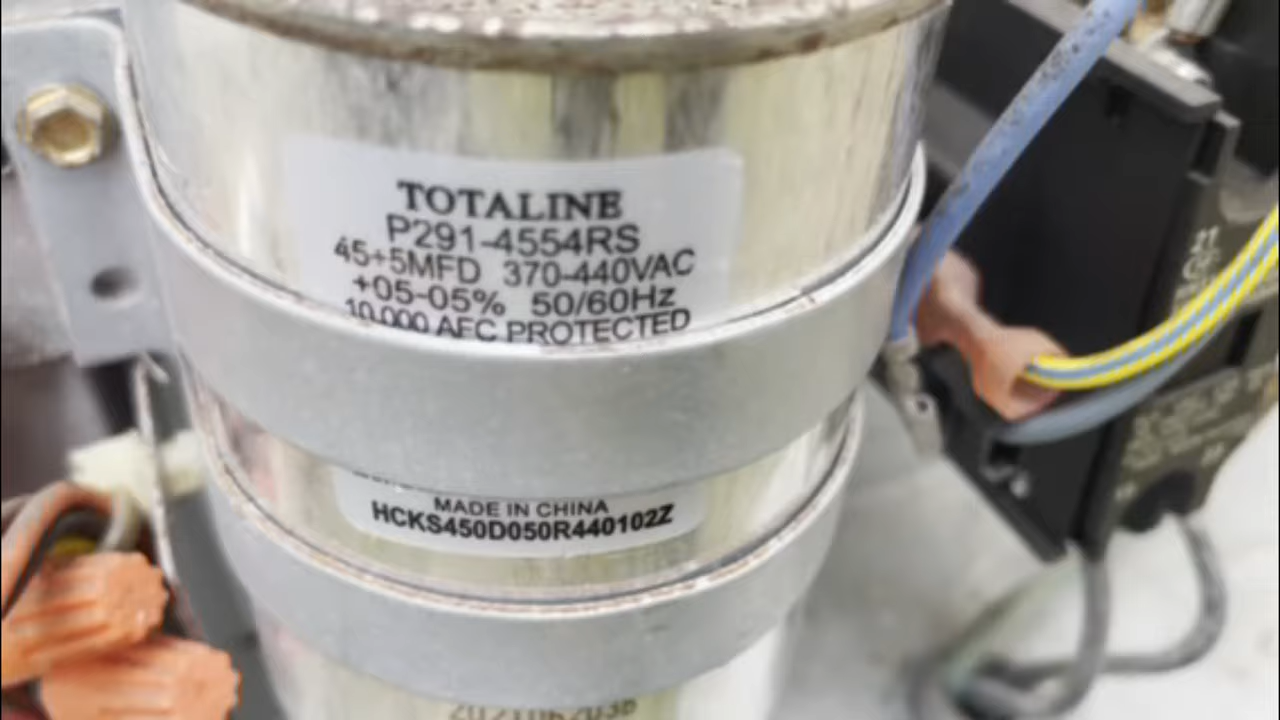 TOTALINE
P291-4554RS
45+5MFD 370-440VAC
+05-05% 50/60Hz
10,000 AFC PROTECTED
MADE IN CHINA
HCKS450D050R440102Z